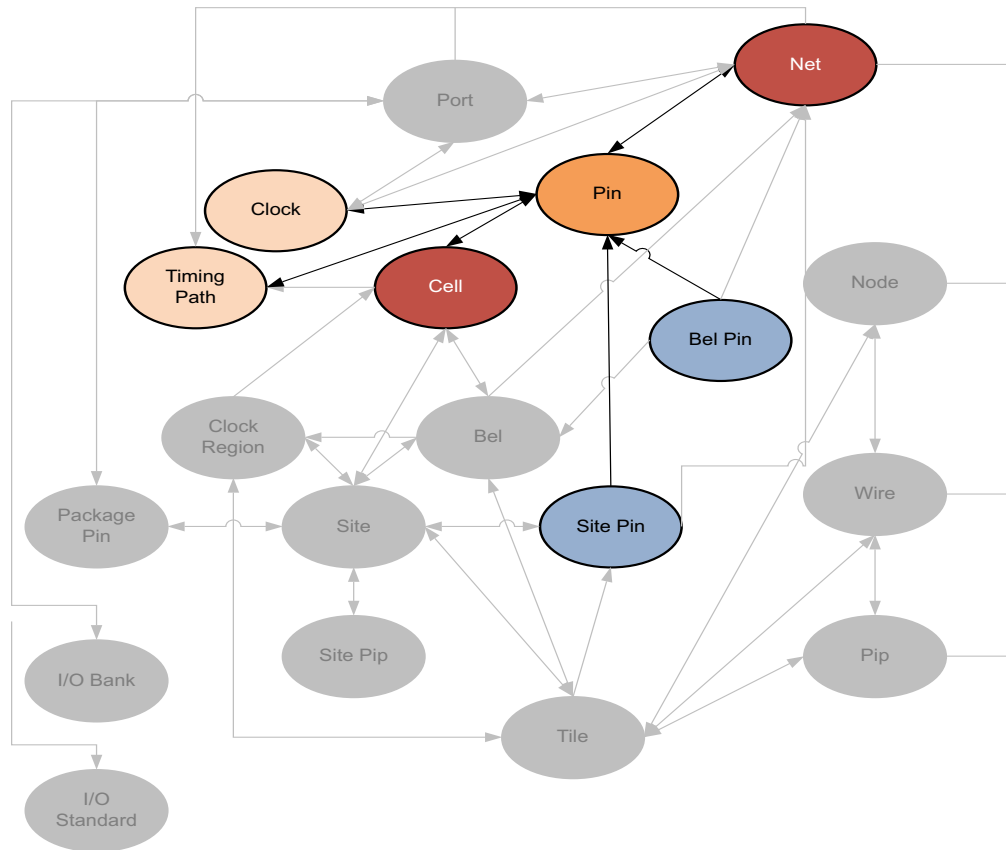 Net
Port
Pin
Clock
Timing
Path
Cell
Node
Bel Pin
Clock
Region
Bel
Wire
Package
Pin
Site
Site Pin
Site Pip
Pip
I/O Bank
Tile
I/O
Standard